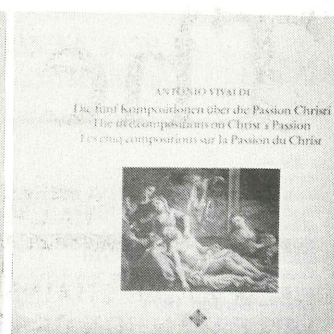 ANTONIO VIVALDI
Die fünf Kompositionen über die Passion Christi
The compositions on Christ's Passion
Les cinq compositions sur la Passion du Christ